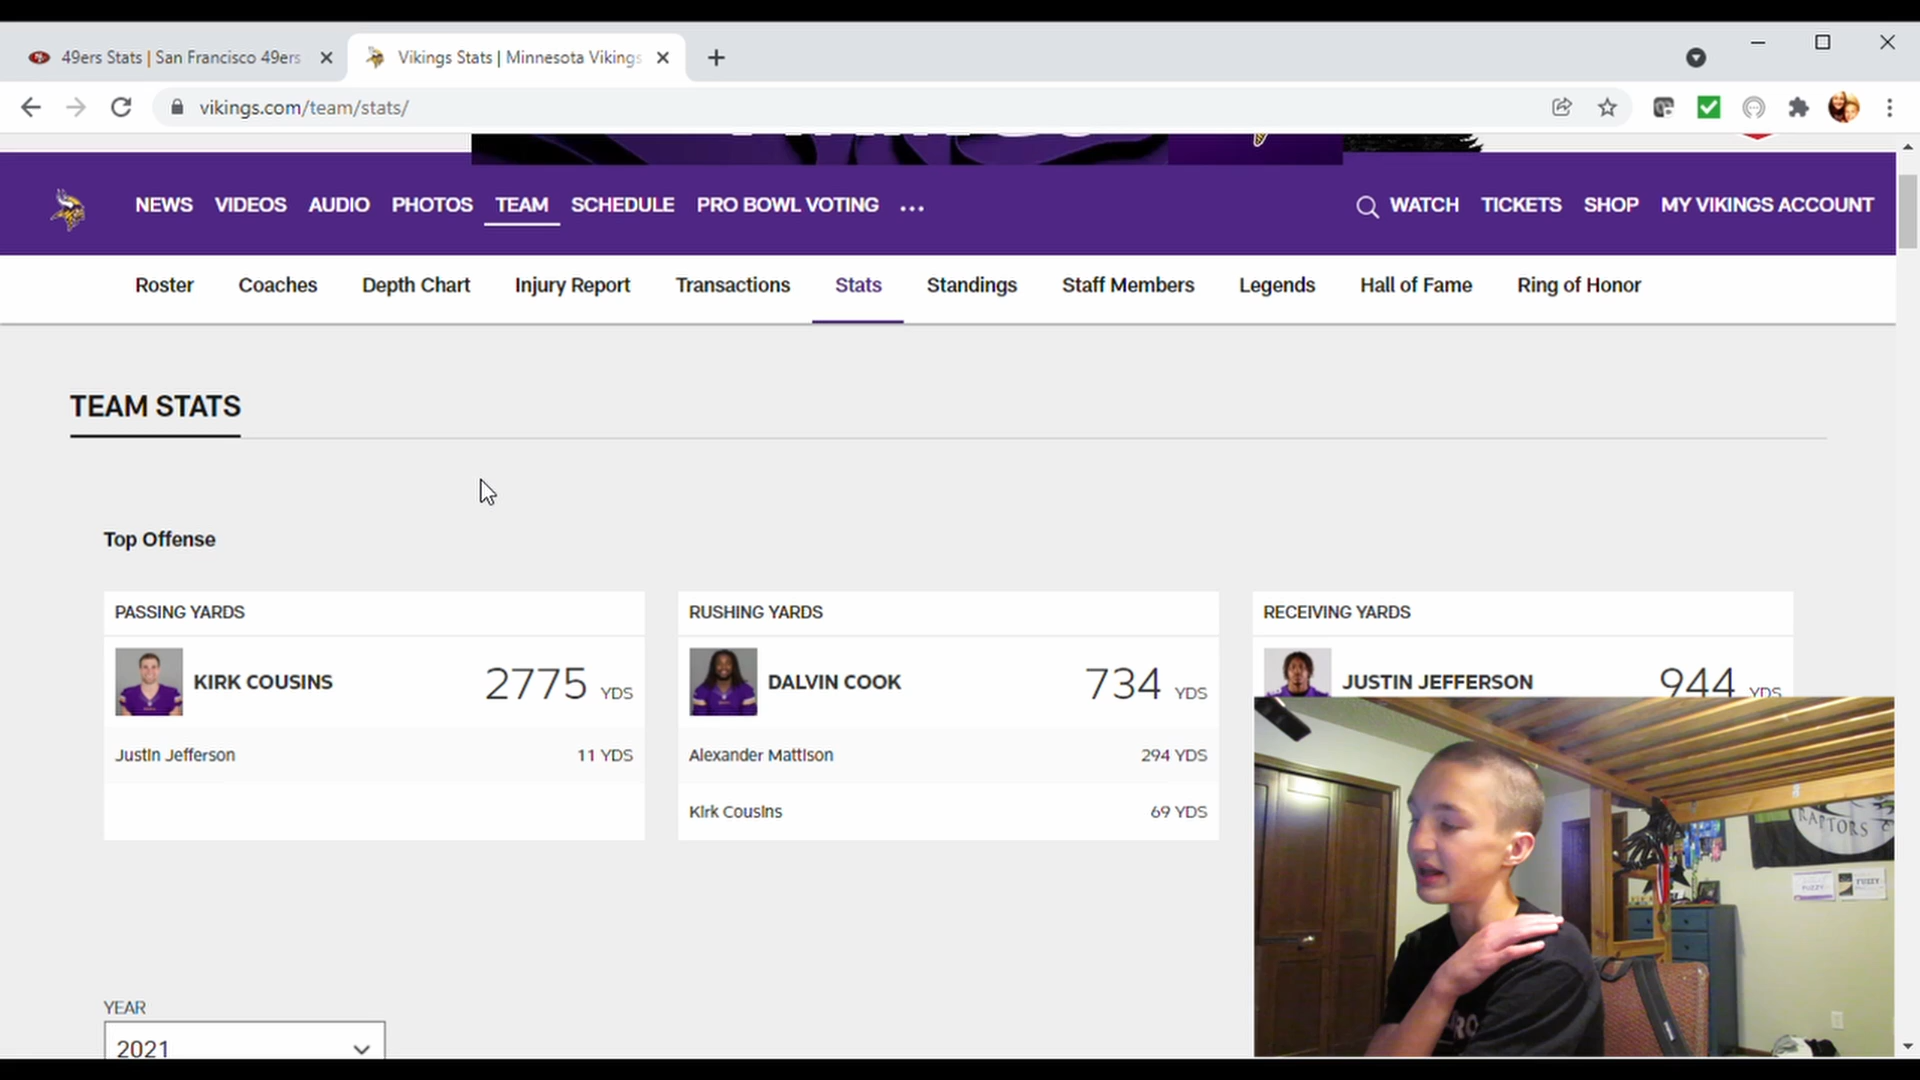 49ers Stats | San Francisco 49ers
Vikings Stats | Minnesota Vikings
vikings.com/team/stats/
NEWS VIDEOS AUDIO PHOTOS TEAM SCHEDULE PRO BOWL VOTING ... WATCH TICKETS SHOP MY VIKINGS ACCOUNT
Roster Coaches Depth Chart Injury Report Transactions Stats Standings Staff Members Legends Hall of Fame Ring of Honor
TEAM STATS
Top Offense
PASSING YARDS
KIRK COUSINS 2775 YDS
Justin Jefferson 11 YDS
RUSHING YARDS
DALVIN COOK 734 YDS
Alexander Mattison 294 YDS
Kirk Cousins 69 YDS
RECEIVING YARDS
JUSTIN JEFFERSON 944 YDS
RAPTORS
YEAR
2021